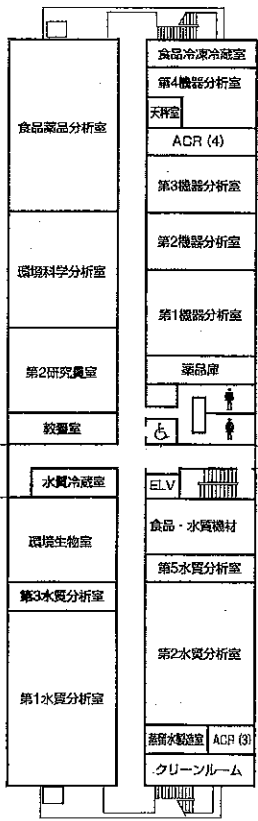 食品冷凍冷蔵室
第4機器分析室
天秤室
ACR (4)
食品薬品分析室
第3機器分析室
第2機器分析室
環境科学分析室
第1機器分析室
第2研究員室
薬品庫
教養室
水質冷蔵室
ELV
食品・水質機材
環境生物室
第5水質分析室
第3水質分析室
第2水質分析室
第1水質分析室
蒸留水製造室
ACR (3)
クリーンルーム